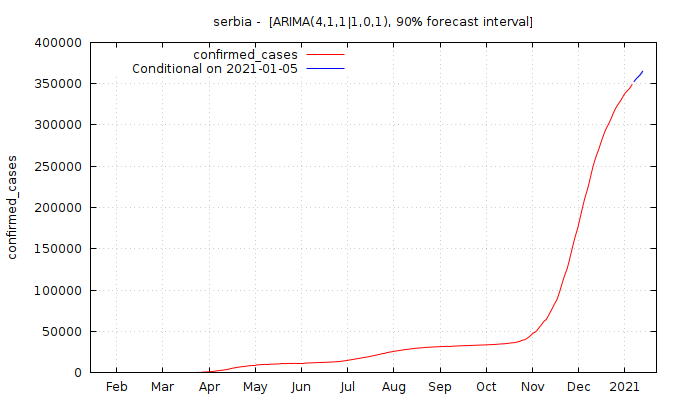 serbia - [ARIMA(4,1,1|1,0,1), 90% forecast interval]
400000
350000
300000
250000
200000
150000
100000
50000
0
confirmed_cases
confirmed_cases
Conditional on 2021-01-05
Feb Mar Apr May Jun Jul Aug Sep Oct Nov Dec 2021